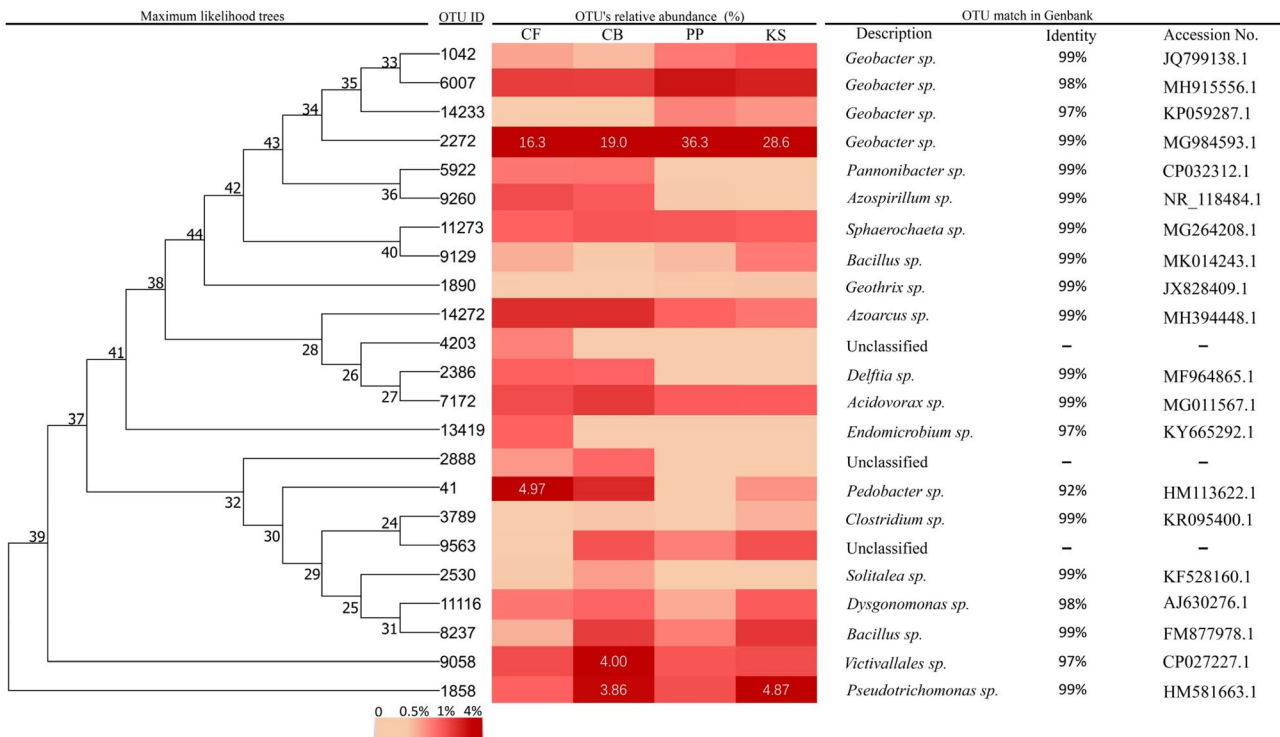 Maximum likelihood trees OTU ID OTU's relative abundance (%) OTU match in Genbank
CF CB PP KS Description Identity Accession No.
33 1042 Geobacter sp. 99% JQ799138.1
35 6007 Geobacter sp. 98% MH915556.1
34 14233 Geobacter sp. 97% KP059287.1
43 2272 16.3 19.0 36.3 28.6 Geobacter sp. 99% MG984593.1
5922 Pannonibacter sp. 99% CP032312.1
42 36 9260 Azospirillum sp. 99% NR_118484.1
44 11273 Sphaerochaeta sp. 99% MG264208.1
40 9129 Bacillus sp. 99% MK014243.1
38 1890 Geothrix sp. 99% JX828409.1
14272 Azoarcus sp. 99% MH394448.1
41 28 4203 Unclassified – –
26 2386 Delftia sp. 99% MF964865.1
27 7172 Acidovorax sp. 99% MG011567.1
37 13419 Endomicrobium sp. 97% KY665292.1
2888 Unclassified – –
32 41 4.97 Pedobacter sp. 92% HM113622.1
24 3789 Clostridium sp. 99% KR095400.1
39 30 9563 Unclassified – –
29 2530 Solitalea sp. 99% KF528160.1
25 11116 Dysgonomonas sp. 98% AJ630276.1
31 8237 Bacillus sp. 99% FM877978.1
9058 4.00 Victivallales sp. 97% CP027227.1
1858 3.86 4.87 Pseudotrichomonas sp. 99% HM581663.1
0 0.5% 1% 4%